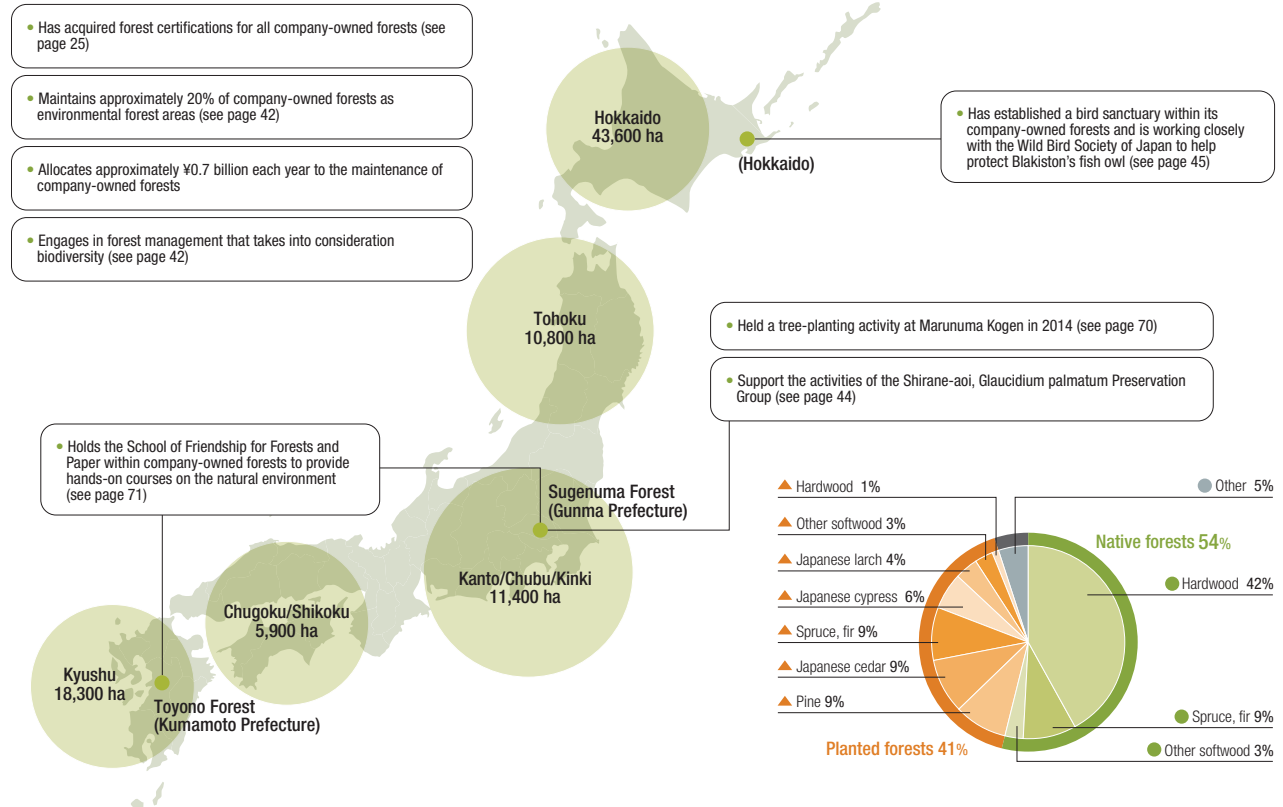 • Has acquired forest certifications for all company-owned forests (see
page 25)
• Maintains approximately 20% of company-owned forests as
environmental forest areas (see page 42)
• Allocates approximately ¥0.7 billion each year to the maintenance of
company-owned forests
• Engages in forest management that takes into consideration
biodiversity (see page 42)
Hokkaido
43,600 ha
(Hokkaido)
• Has established a bird sanctuary within its
company-owned forests and is working closely
with the Wild Bird Society of Japan to help
protect Blakiston’s fish owl (see page 45)
Tohoku
10,800 ha
• Held a tree-planting activity at Marunuma Kogen in 2014 (see page 70)
• Support the activities of the Shirane-aoi, Glaucidium palmatum Preservation
Group (see page 44)
• Holds the School of Friendship for Forests and
Paper within company-owned forests to provide
hands-on courses on the natural environment
(see page 71)
Sugenuma Forest
(Gunma Prefecture)
Kanto/Chubu/Kinki
11,400 ha
Chugoku/Shikoku
5,900 ha
Kyushu
18,300 ha
Toyono Forest
(Kumamoto Prefecture)
Hardwood 1%
Other softwood 3%
Japanese larch 4%
Japanese cypress 6%
Spruce, fir 9%
Japanese cedar 9%
Pine 9%
Planted forests 41%
Other 5%
Native forests 54%
Hardwood 42%
Spruce, fir 9%
Other softwood 3%